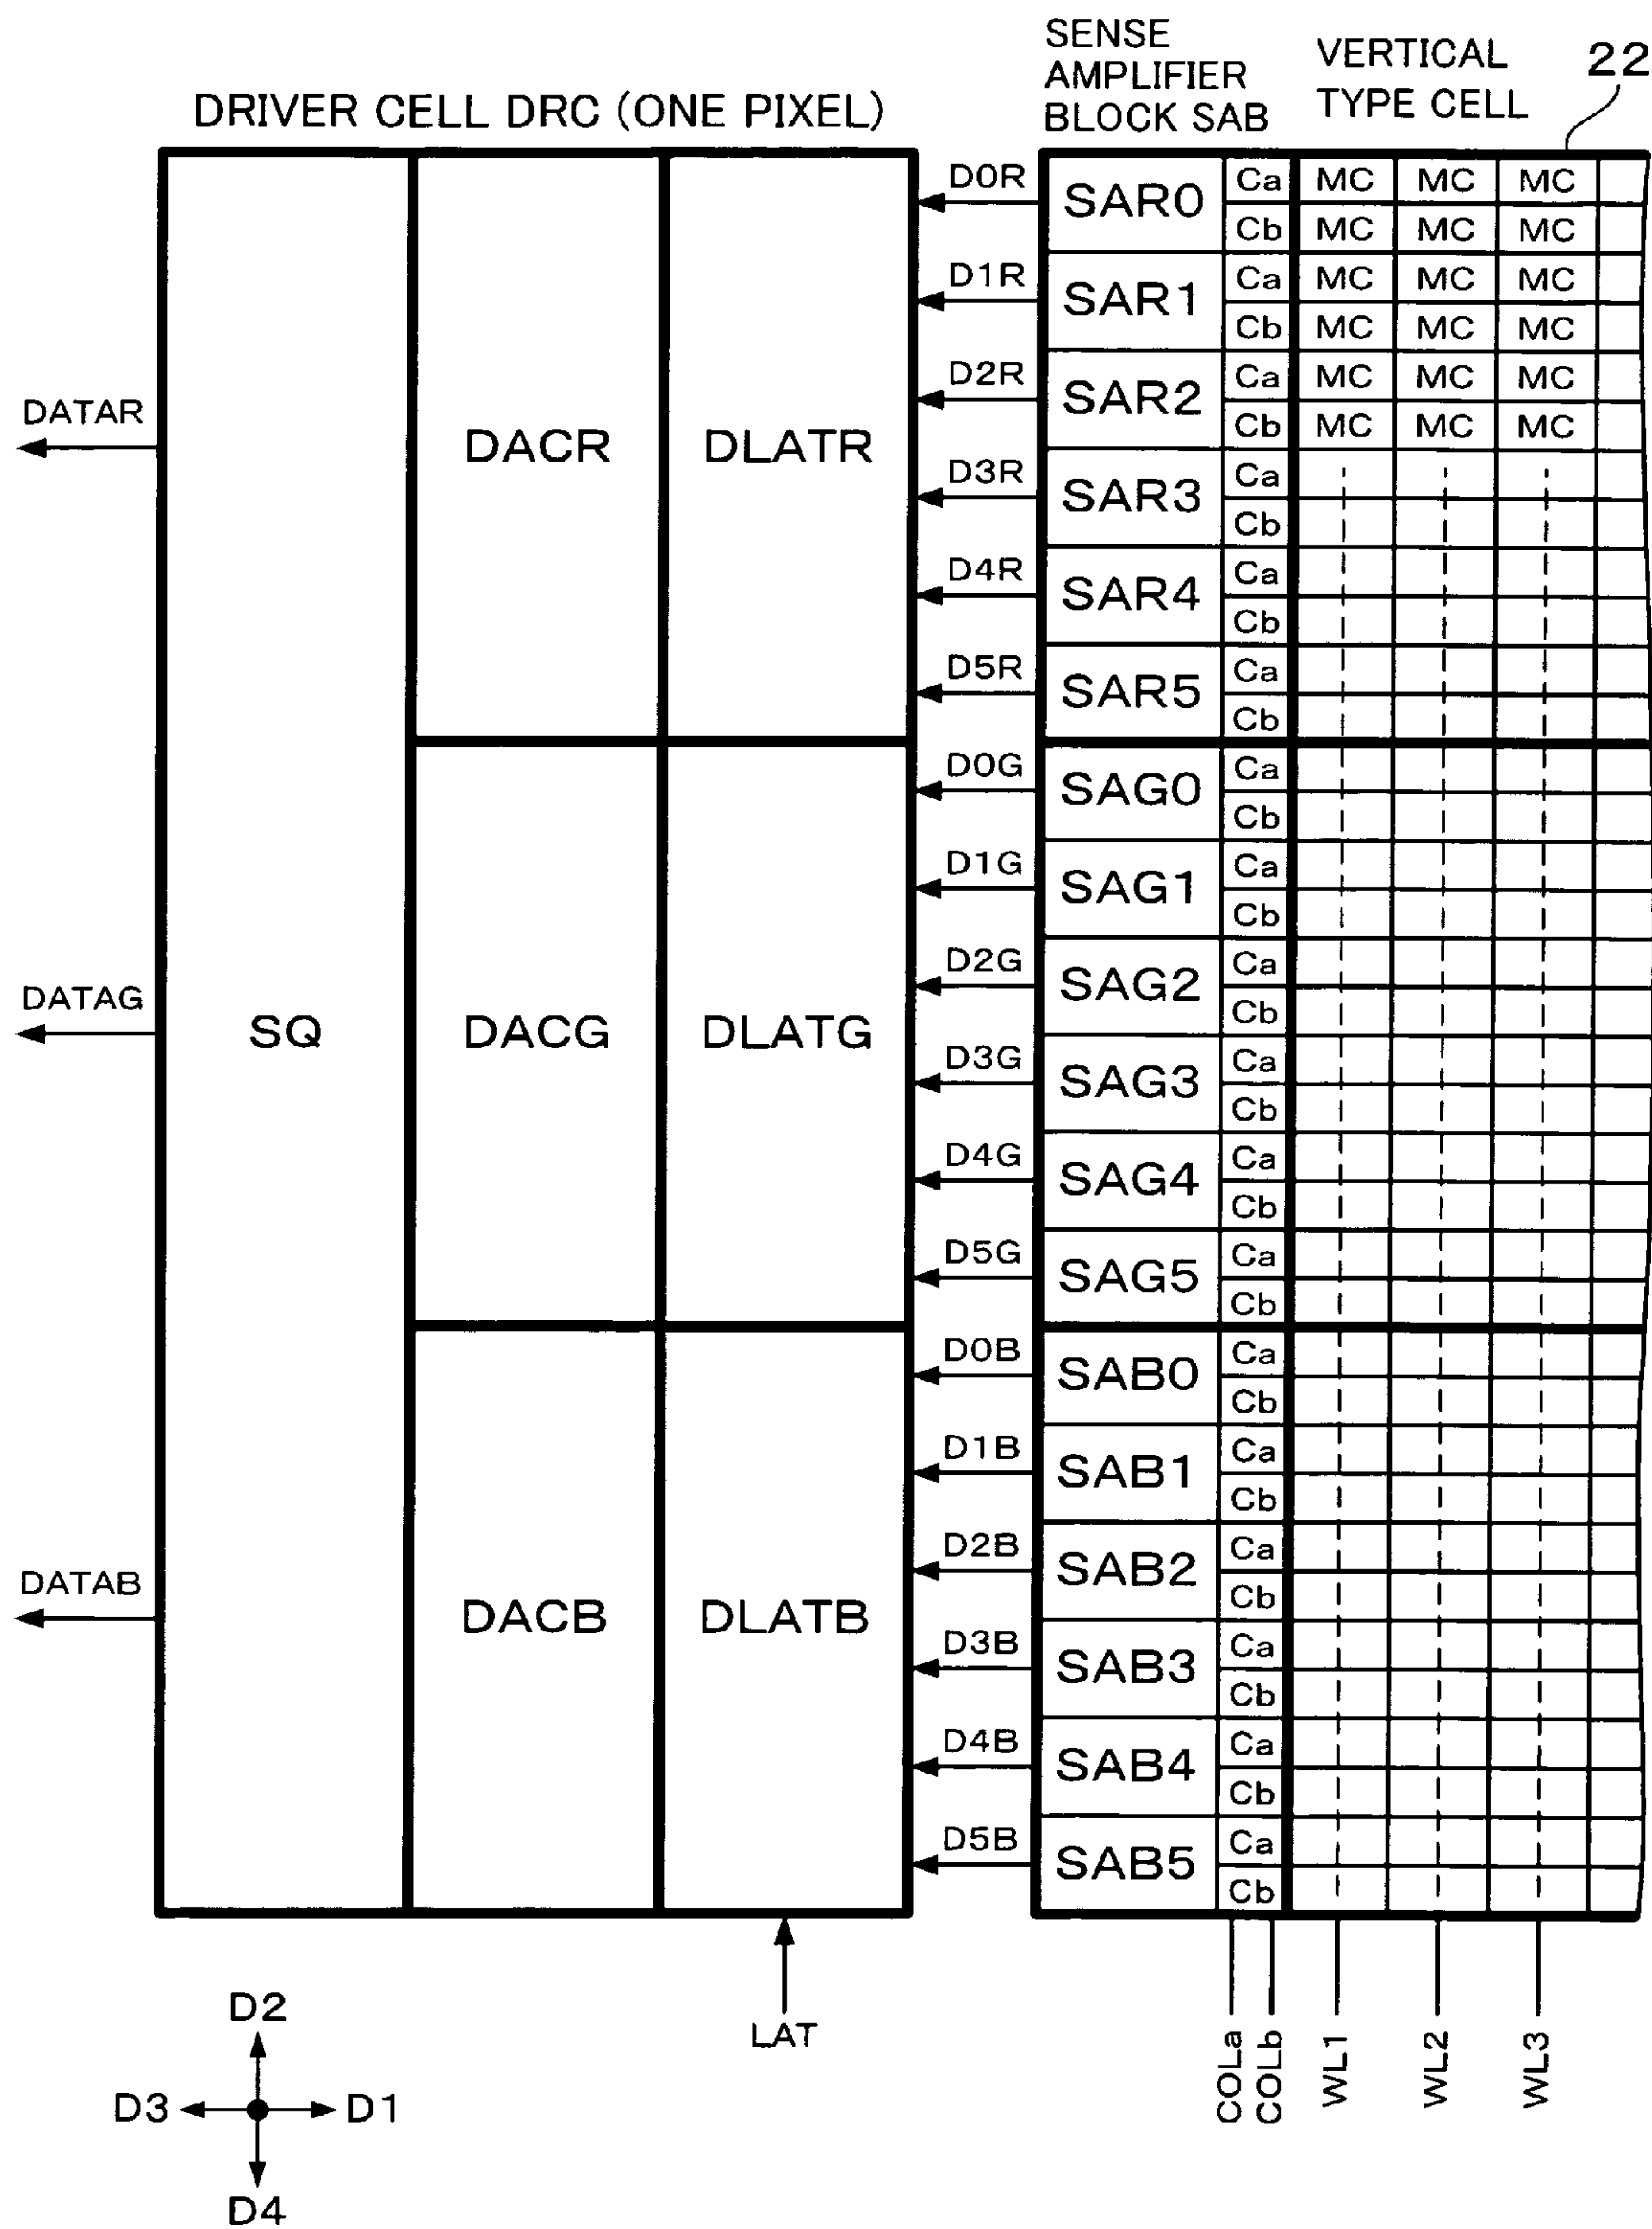 SENSE
AMPLIFIER
BLOCK SAB
VERTICAL
TYPE CELL
22
DRIVER CELL DRC (ONE PIXEL)
D0R
SAR0
Ca MC MC MC
Cb MC MC MC
D1R
SAR1
Ca MC MC MC
Cb MC MC MC
D2R
SAR2
Ca MC MC MC
Cb MC MC MC
DATAR
DACR
DLATR
D3R
SAR3
Ca
Cb
D4R
SAR4
Ca
Cb
D5R
SAR5
Ca
Cb
D0G
SAG0
Ca
Cb
D1G
SAG1
Ca
Cb
D2G
SAG2
Ca
Cb
DATAG
SQ
DACG
DLATG
D3G
SAG3
Ca
Cb
D4G
SAG4
Ca
Cb
D5G
SAG5
Ca
Cb
D0B
SAB0
Ca
Cb
D1B
SAB1
Ca
Cb
D2B
SAB2
Ca
Cb
DATAB
DACB
DLATB
D3B
SAB3
Ca
Cb
D4B
SAB4
Ca
Cb
D5B
SAB5
Ca
Cb
LAT
COLa
COLb
WL1
WL2
WL3
D2
D3
D1
D4